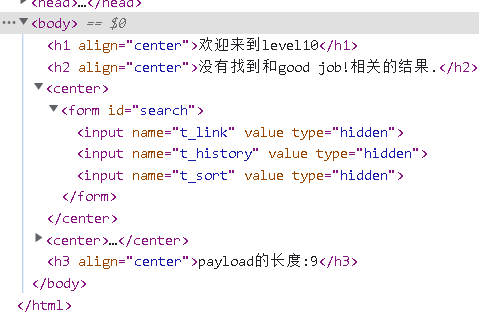 <head>…</head>
<body> == $0
<h1 align="center">欢迎来到level10</h1>
<h2 align="center">没有找到和good job!相关的结果.</h2>
<center>
<form id="search">
<input name="t_link" value type="hidden">
<input name="t_history" value type="hidden">
<input name="t_sort" value type="hidden">
</form>
</center>
<center>…</center>
<h3 align="center">payload的长度:9</h3>
</body>
</html>